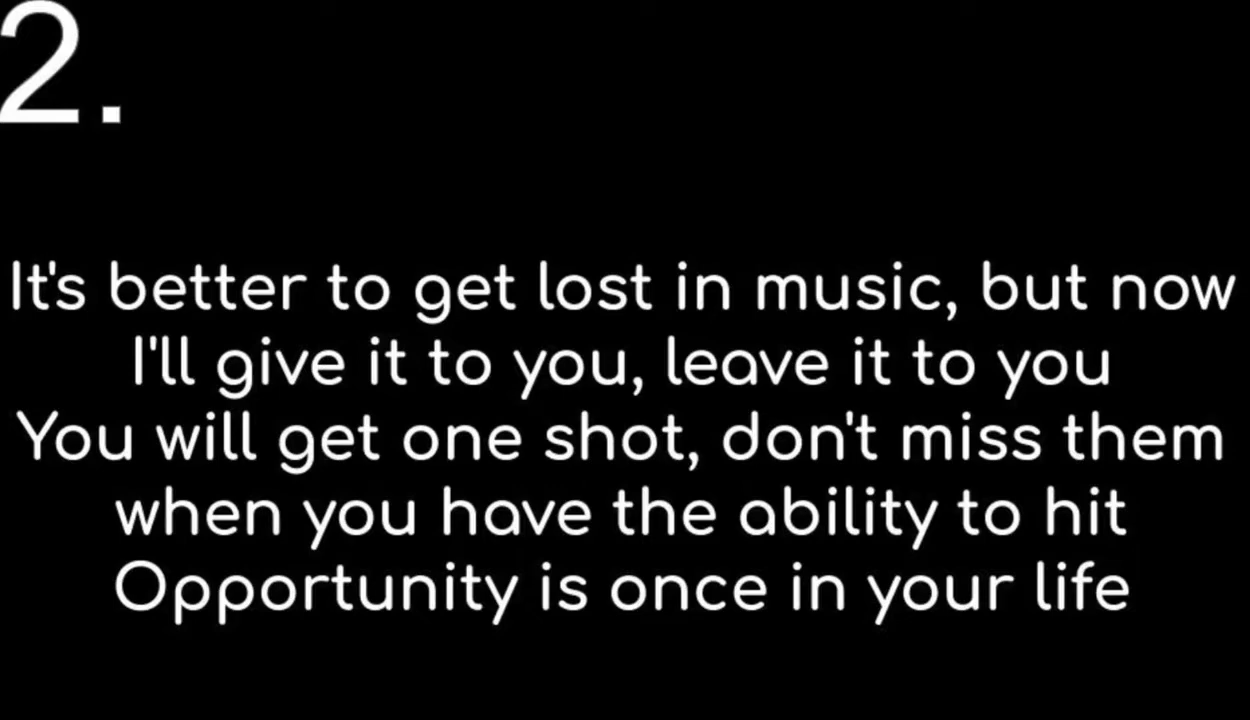 2.
It's better to get lost in music, but now
I'll give it to you, leave it to you
You will get one shot, don't miss them
when you have the ability to hit
Opportunity is once in your life